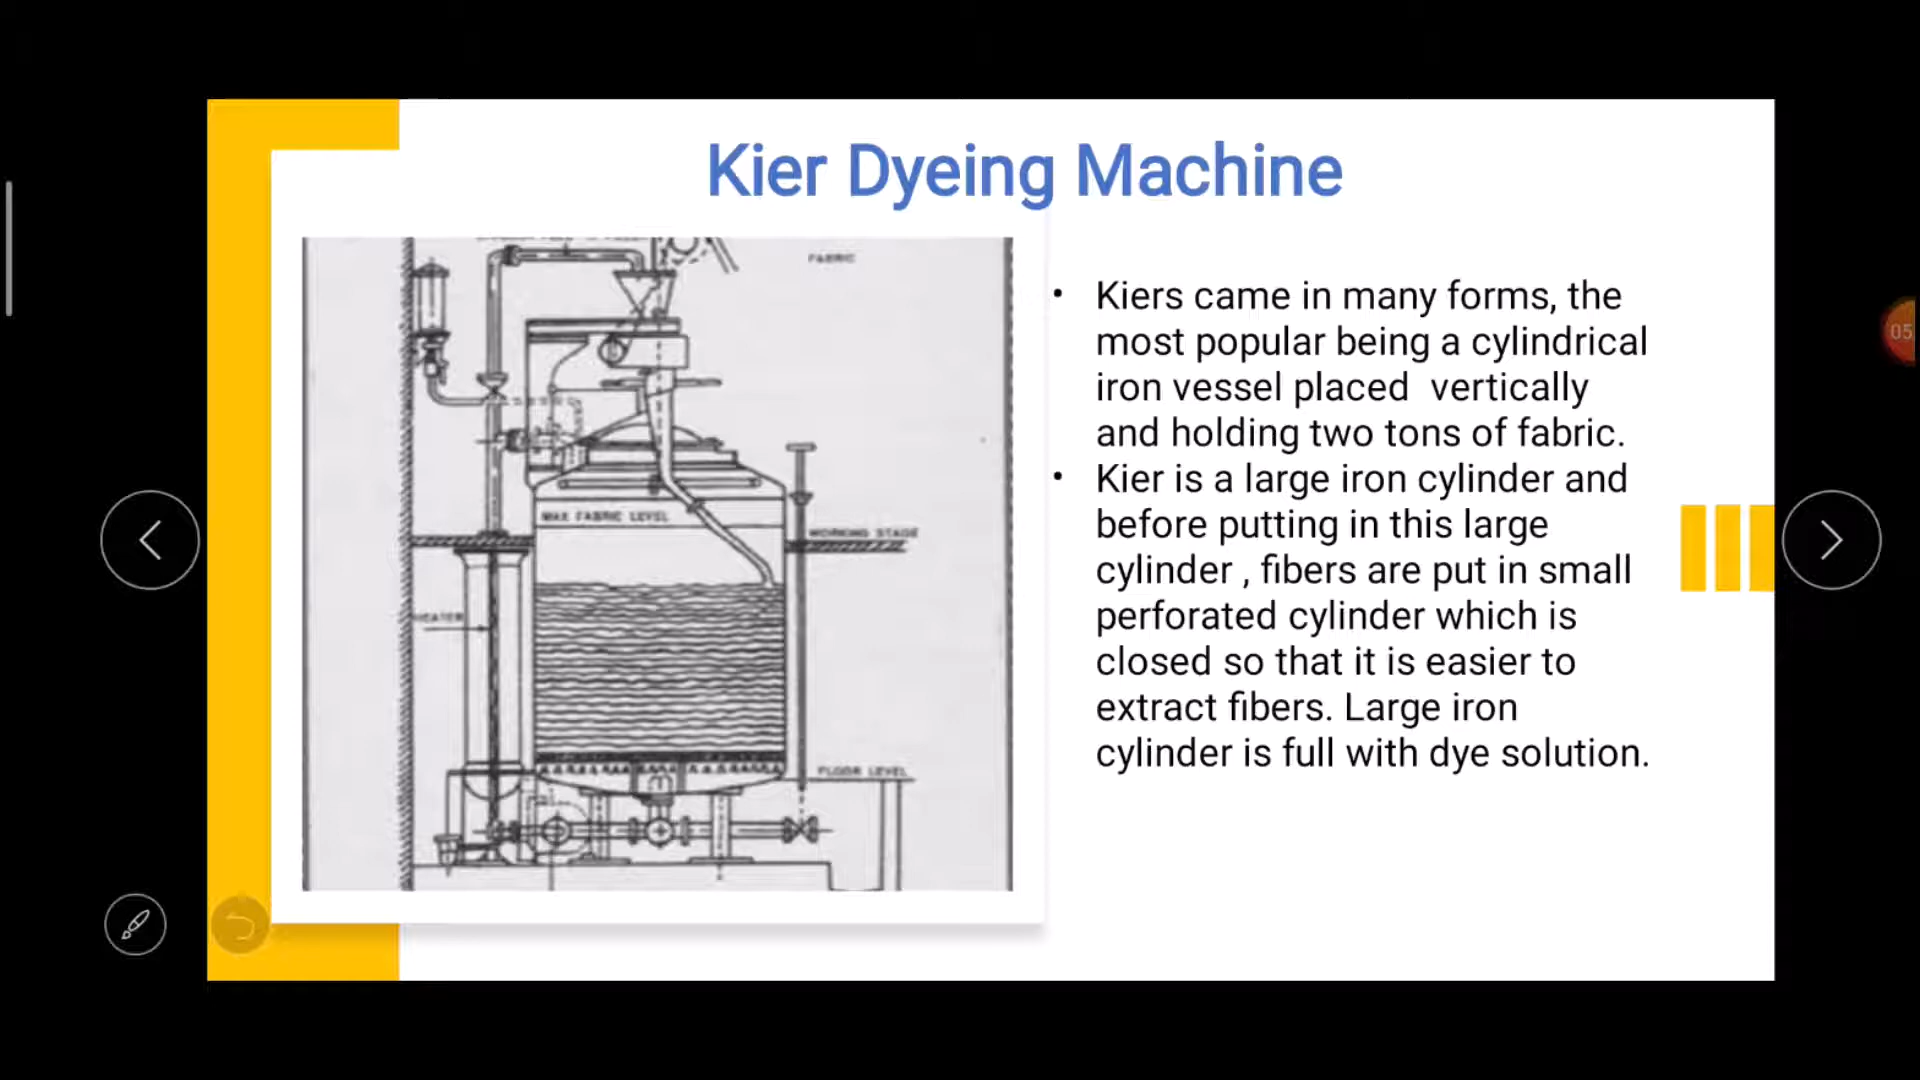 Kier Dyeing Machine
FABRIC
• Kiers came in many forms, the
most popular being a cylindrical
iron vessel placed vertically
and holding two tons of fabric.
• Kier is a large iron cylinder and
before putting in this large
cylinder , fibers are put in small
perforated cylinder which is
closed so that it is easier to
extract fibers. Large iron
cylinder is full with dye solution.
MAX FABRIC LEVEL
WORKING STAGE
HEATER
FLOOR LEVEL
05